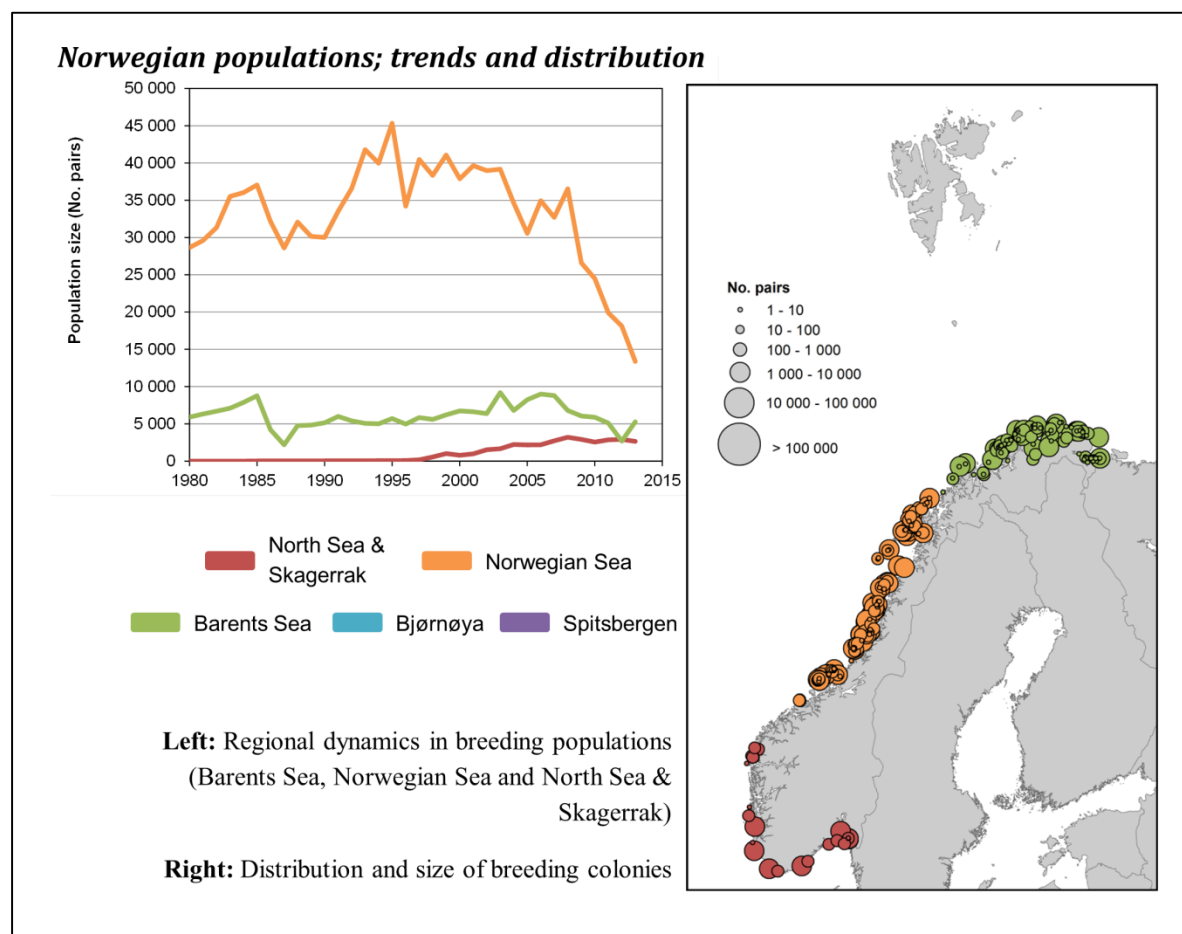 Norwegian populations; trends and distribution
50 000
45 000
40 000
35 000
30 000
25 000
20 000
15 000
10 000
5 000
0
Population size (No. pairs)
1980 1985 1990 1995 2000 2005 2010 2015
North Sea &
Skagerrak
Norwegian Sea
Barents Sea
Bjørnøya
Spitsbergen
Left: Regional dynamics in breeding populations
(Barents Sea, Norwegian Sea and North Sea &
Skagerrak)
Right: Distribution and size of breeding colonies
No. pairs
1 - 10
10 - 100
100 - 1 000
1 000 - 10 000
10 000 - 100 000
> 100 000